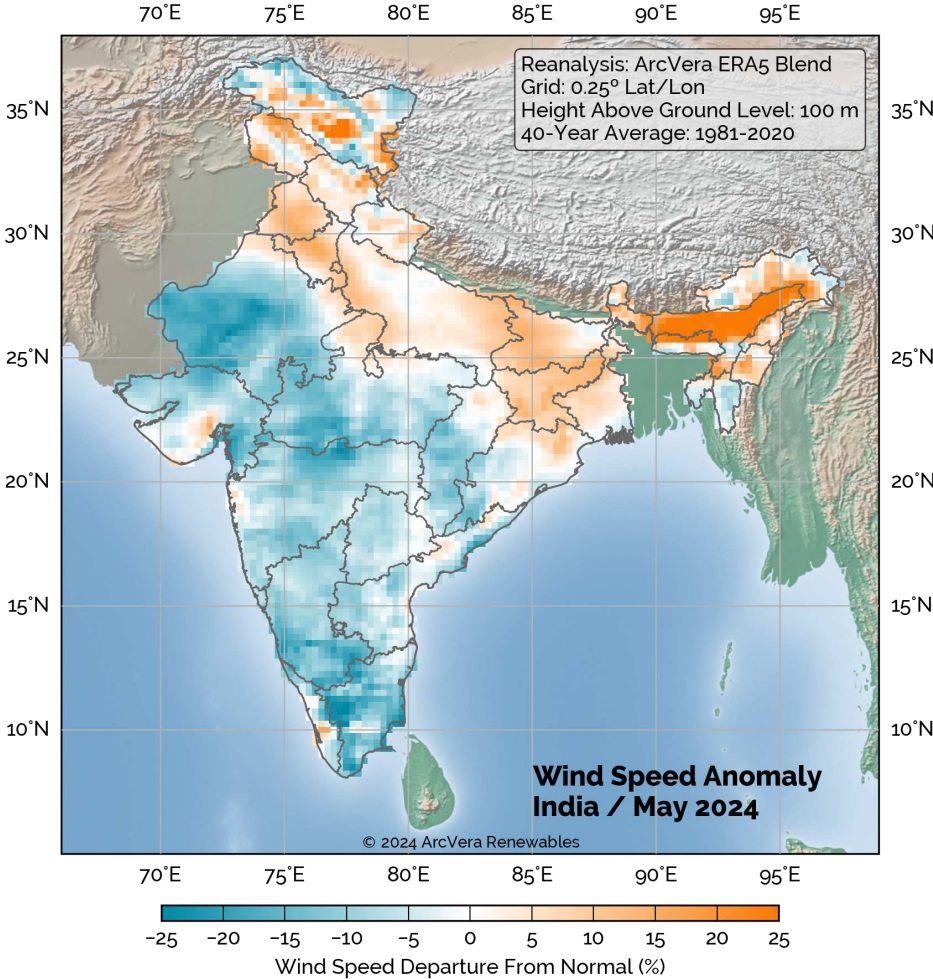 70°E 75°E 80°E 85°E 90°E 95°E
Reanalysis: ArcVera ERA5 Blend
Grid: 0.25º Lat/Lon
Height Above Ground Level: 100 m
40-Year Average: 1981-2020
35°N 35°N
30°N 30°N
25°N 25°N
20°N 20°N
15°N 15°N
10°N 10°N
Wind Speed Anomaly
India / May 2024
© 2024 ArcVera Renewables
70°E 75°E 80°E 85°E 90°E 95°E
−25 −20 −15 −10 −5 0 5 10 15 20 25
Wind Speed Departure From Normal (%)